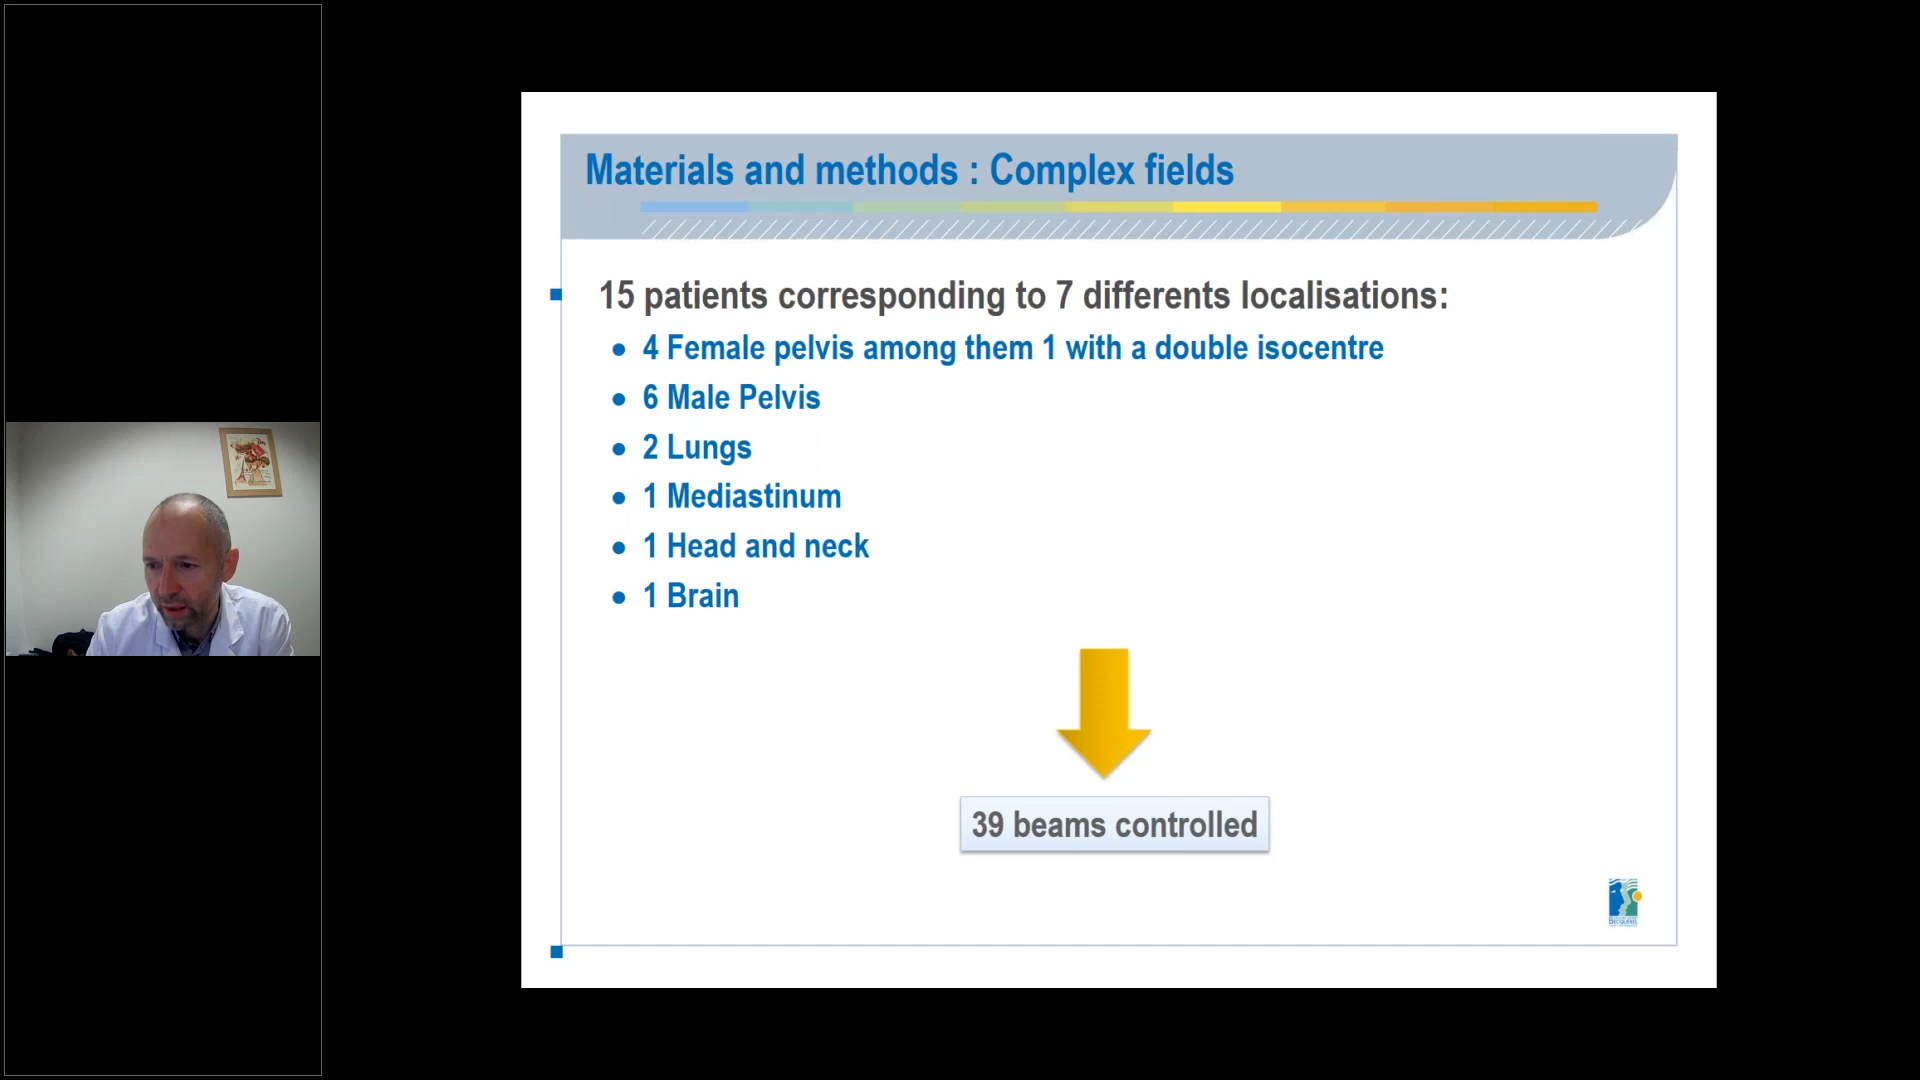 Materials and methods : Complex fields
15 patients corresponding to 7 differents localisations:
4 Female pelvis among them 1 with a double isocentre
6 Male Pelvis
2 Lungs
1 Mediastinum
1 Head and neck
1 Brain
39 beams controlled